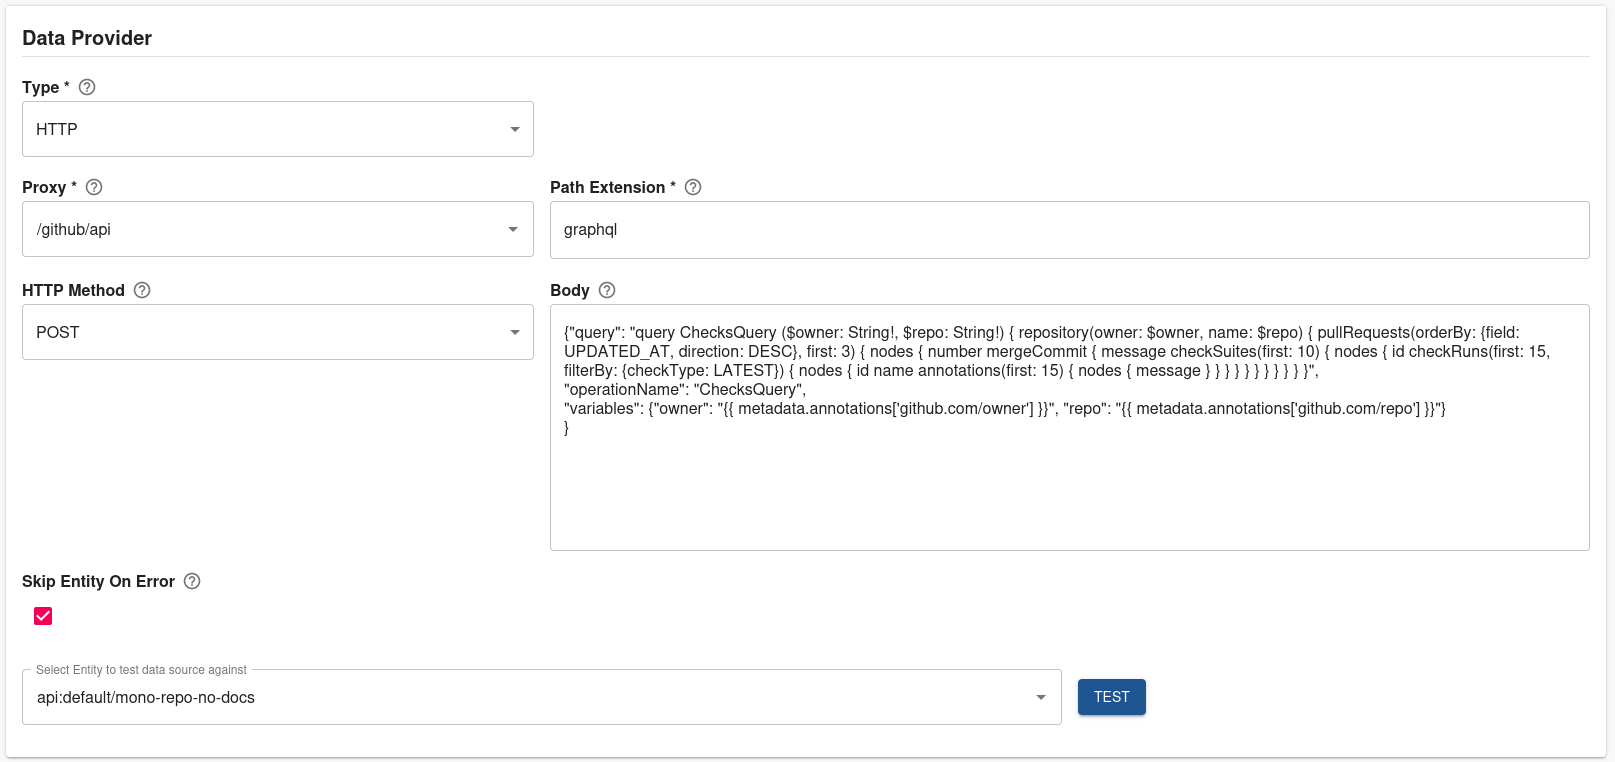 Data Provider
Type *
HTTP
Proxy *
/github/api
Path Extension *
graphql
HTTP Method
POST
Body
{"query": "query ChecksQuery ($owner: String!, $repo: String!) { repository(owner: $owner, name: $repo) { pullRequests(orderBy: {field:
UPDATED_AT, direction: DESC}, first: 3) { nodes { number mergeCommit { message checkSuites(first: 10) { nodes { id checkRuns(first: 15,
filterBy: {checkType: LATEST}) { nodes { id name annotations(first: 15) { nodes { message } } } } } } } } } } }",
"operationName": "ChecksQuery",
"variables": {"owner": "{{ metadata.annotations['github.com/owner'] }}", "repo": "{{ metadata.annotations['github.com/repo'] }}"}
}
Skip Entity On Error
Select Entity to test data source against
api:default/mono-repo-no-docs
TEST